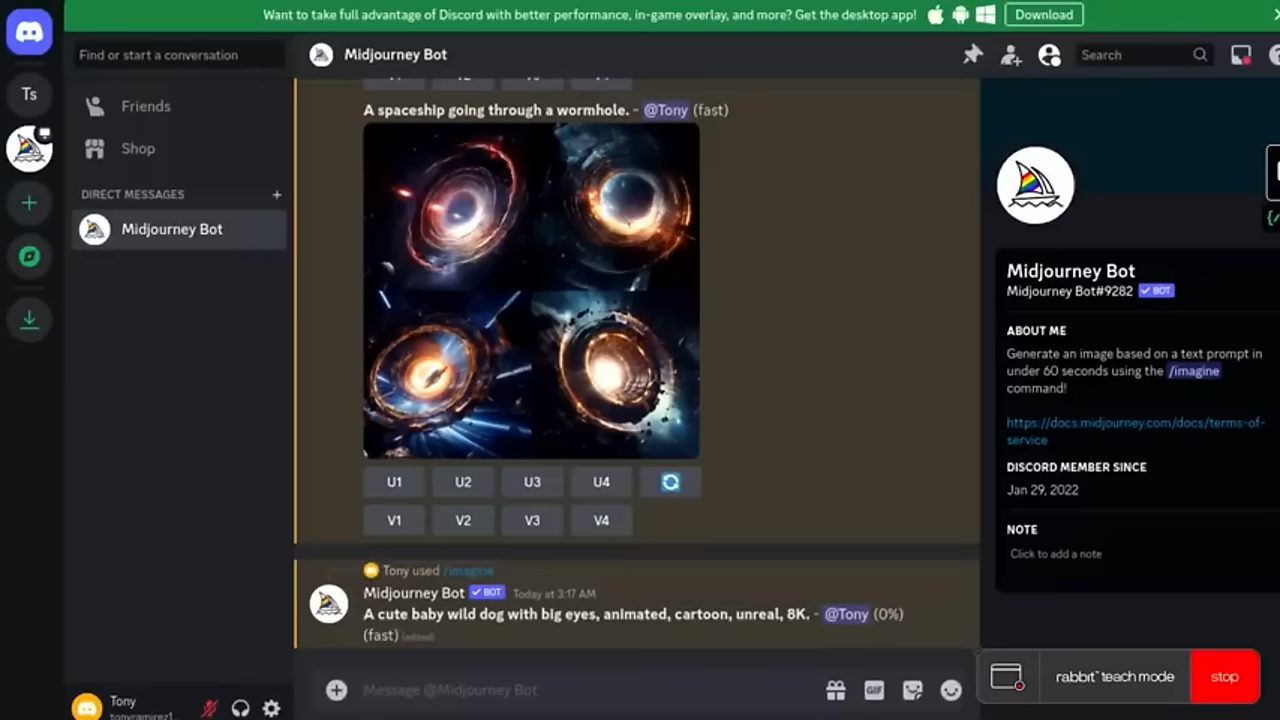 Want to take full advantage of Discord with better performance, in-game overlay, and more? Get the desktop app!
Download
Find or start a conversation
Midjourney Bot
Search
Ts
Friends
Shop
DIRECT MESSAGES
Midjourney Bot
A spaceship going through a wormhole. - @Tony (fast)
U1 U2 U3 U4
V1 V2 V3 V4
Tony used /imagine
Midjourney Bot BOT Today at 3:17 AM
A cute baby wild dog with big eyes, animated, cartoon, unreal, 8K. - @Tony (0%)
(fast) (edited)
Message @Midjourney Bot
GIF
Tony
tonyramirez1...
Midjourney Bot
Midjourney Bot#9282 BOT
ABOUT ME
Generate an image based on a text prompt in
under 60 seconds using the /imagine
command!
https://docs.midjourney.com/docs/terms-of-
service
DISCORD MEMBER SINCE
Jan 29, 2022
NOTE
Click to add a note
rabbit™ teach mode
stop